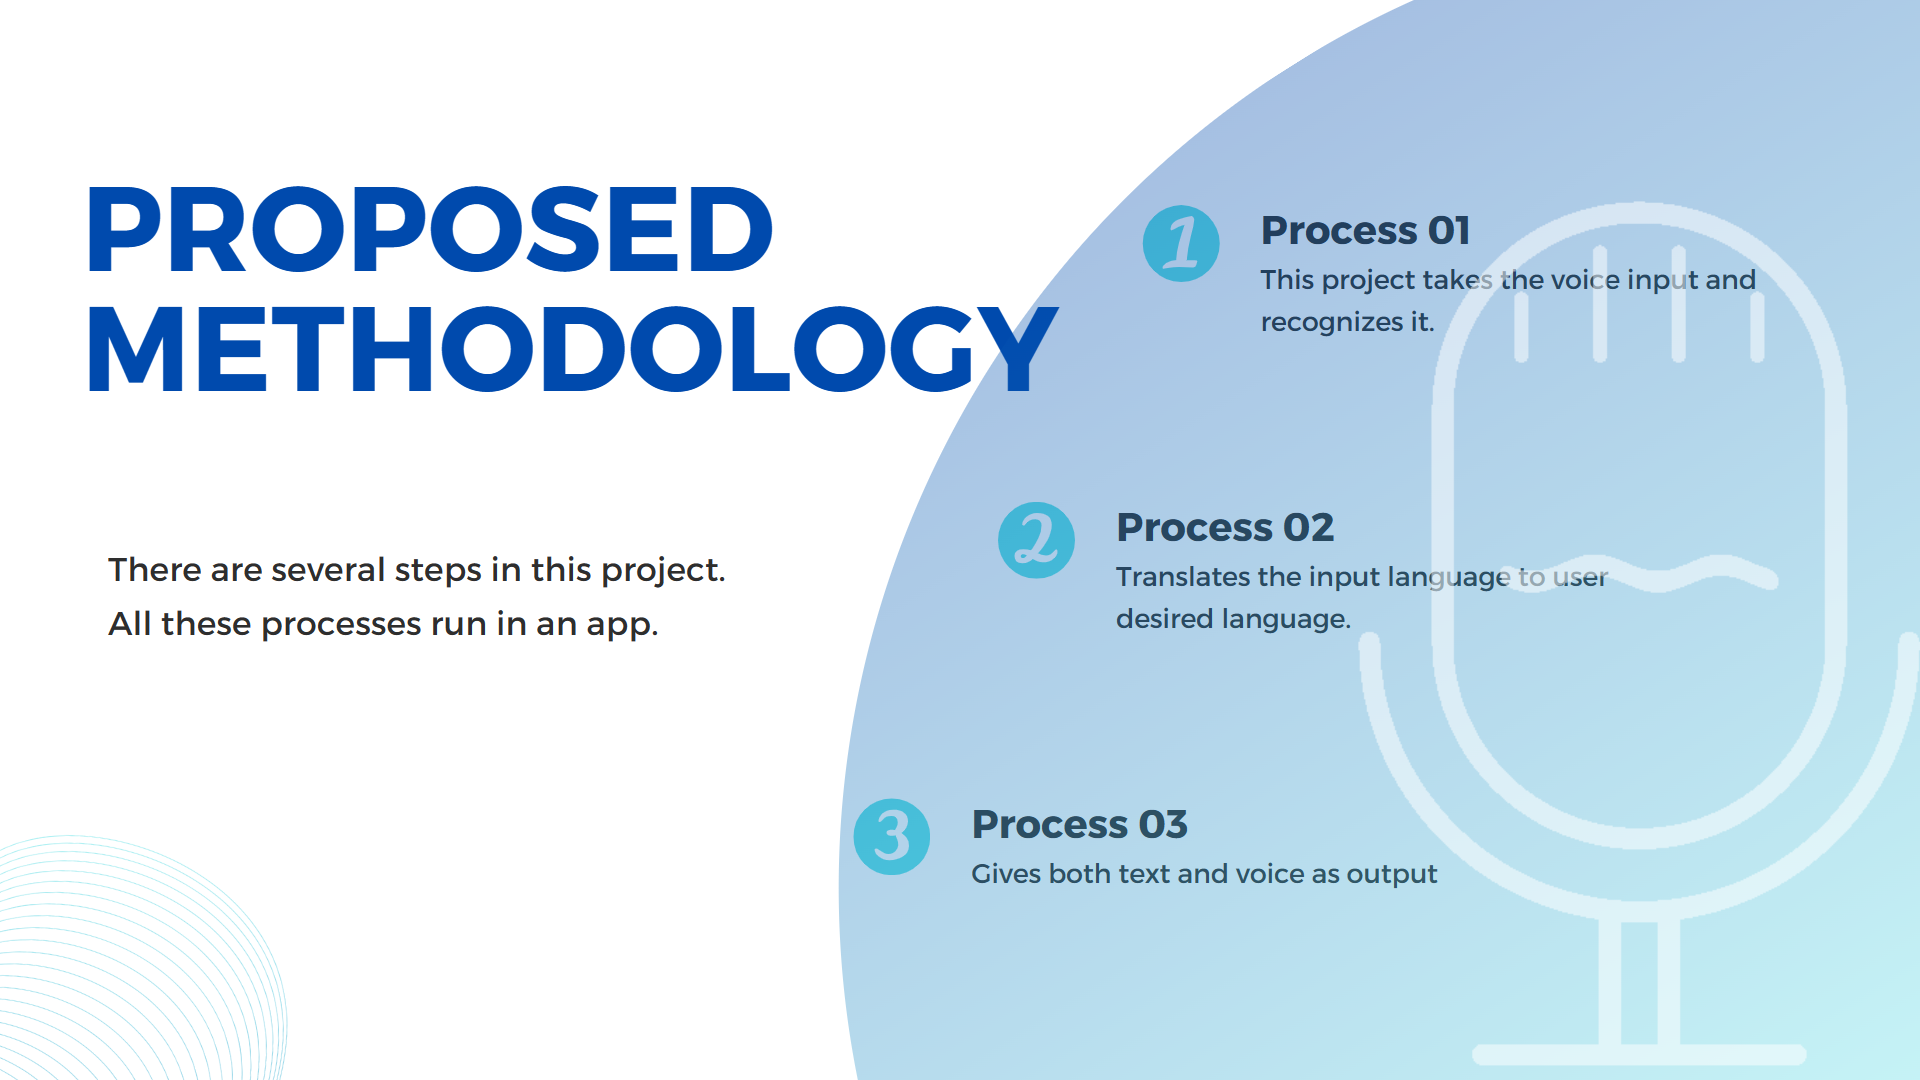 PROPOSED
METHODOLOGY
There are several steps in this project.
All these processes run in an app.
1
Process 01
This project takes the voice input and
recognizes it.
2
Process 02
Translates the input language to user
desired language.
3
Process 03
Gives both text and voice as output